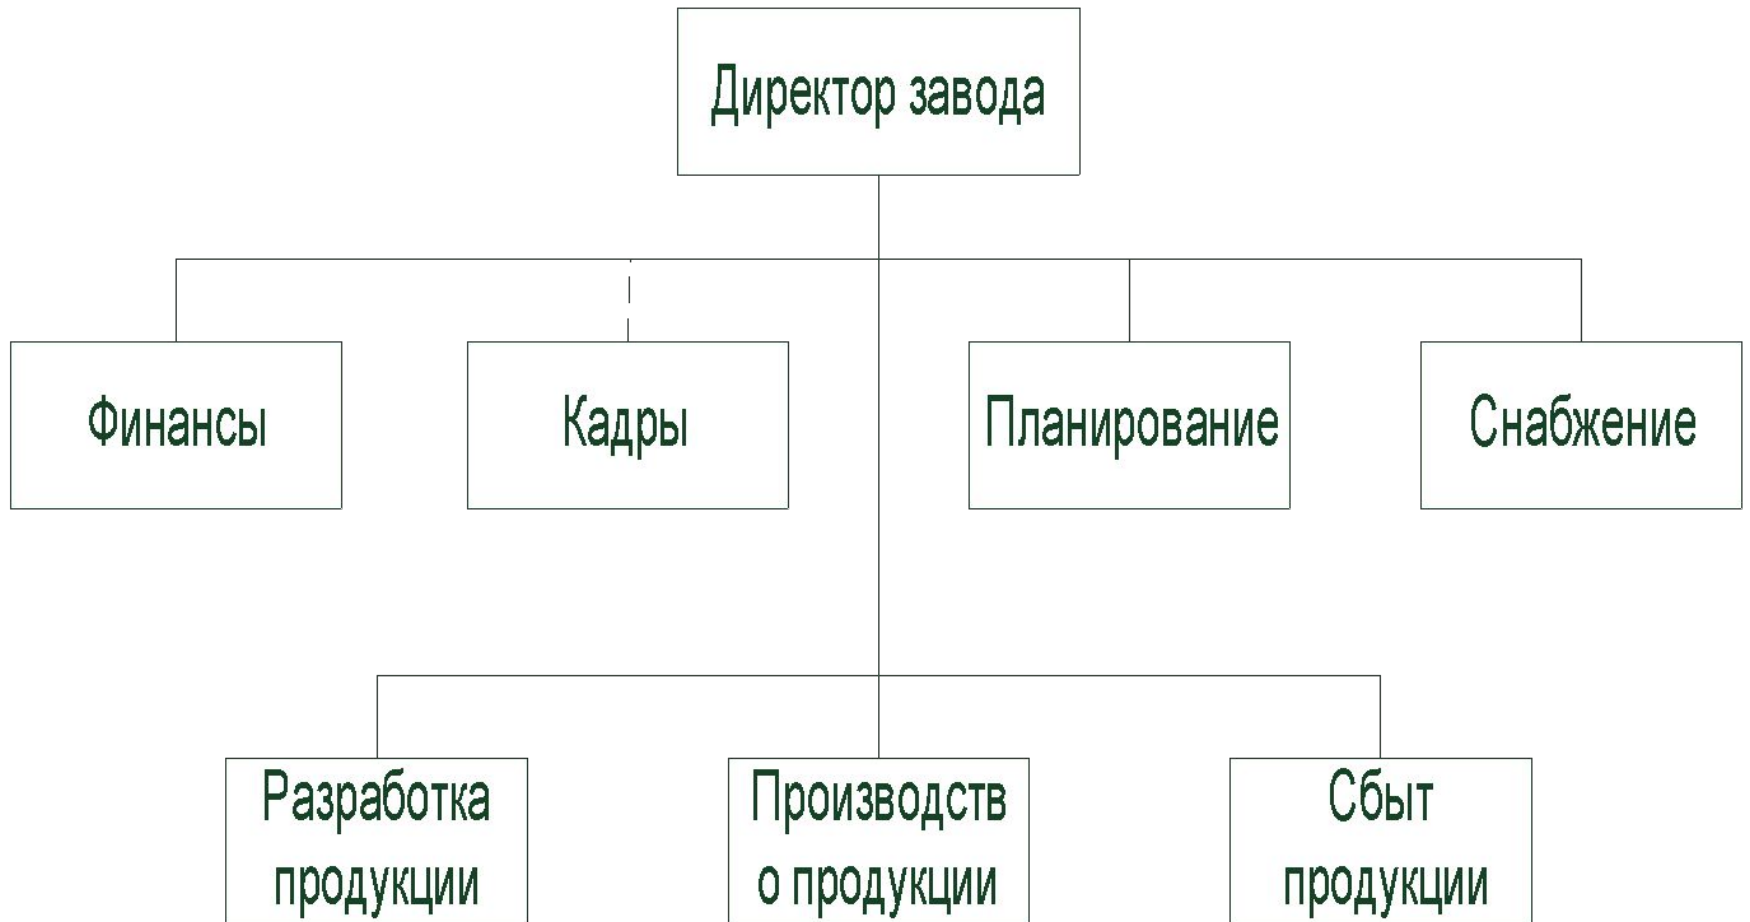 Директор завода
Финансы
Кадры
Планирование
Снабжение
Разработка
продукции
Производств
о продукции
Сбыт
продукции